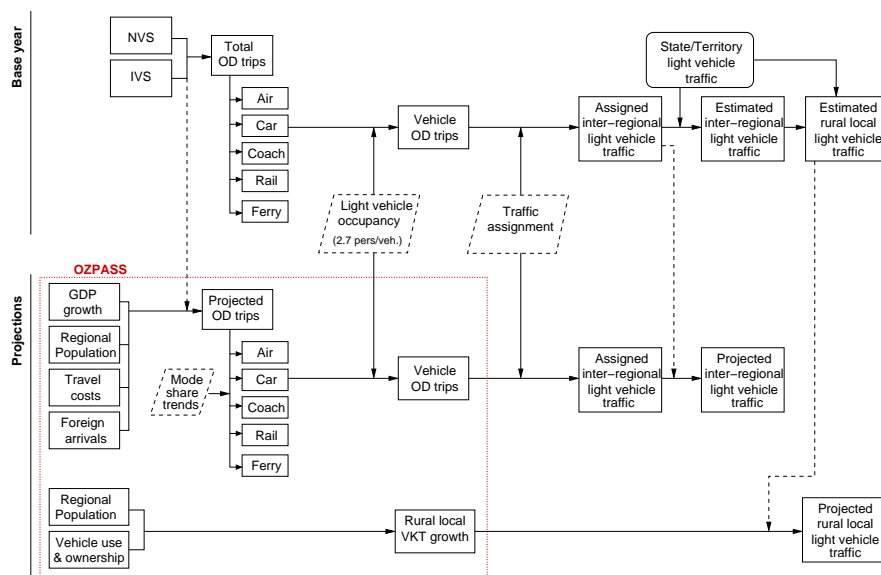 Base year
NVS
IVS
Total
OD trips
Air
Car
Coach
Rail
Ferry
Vehicle
OD trips
State/Territory
light vehicle
traffic
Assigned
inter−regional
light vehicle
traffic
Estimated
inter−regional
light vehicle
traffic
Estimated
rural local
light vehicle
traffic
Light vehicle
occupancy
(2.7 pers/veh.)
Traffic
assignment
Projections
OZPASS
GDP
growth
Regional
Population
Travel
costs
Foreign
arrivals
Projected
OD trips
Mode
share
trends
Air
Car
Coach
Rail
Ferry
Vehicle
OD trips
Assigned
inter−regional
light vehicle
traffic
Projected
inter−regional
light vehicle
traffic
Regional
Population
Vehicle use
& ownership
Rural local
VKT growth
Projected
rural local
light vehicle
traffic